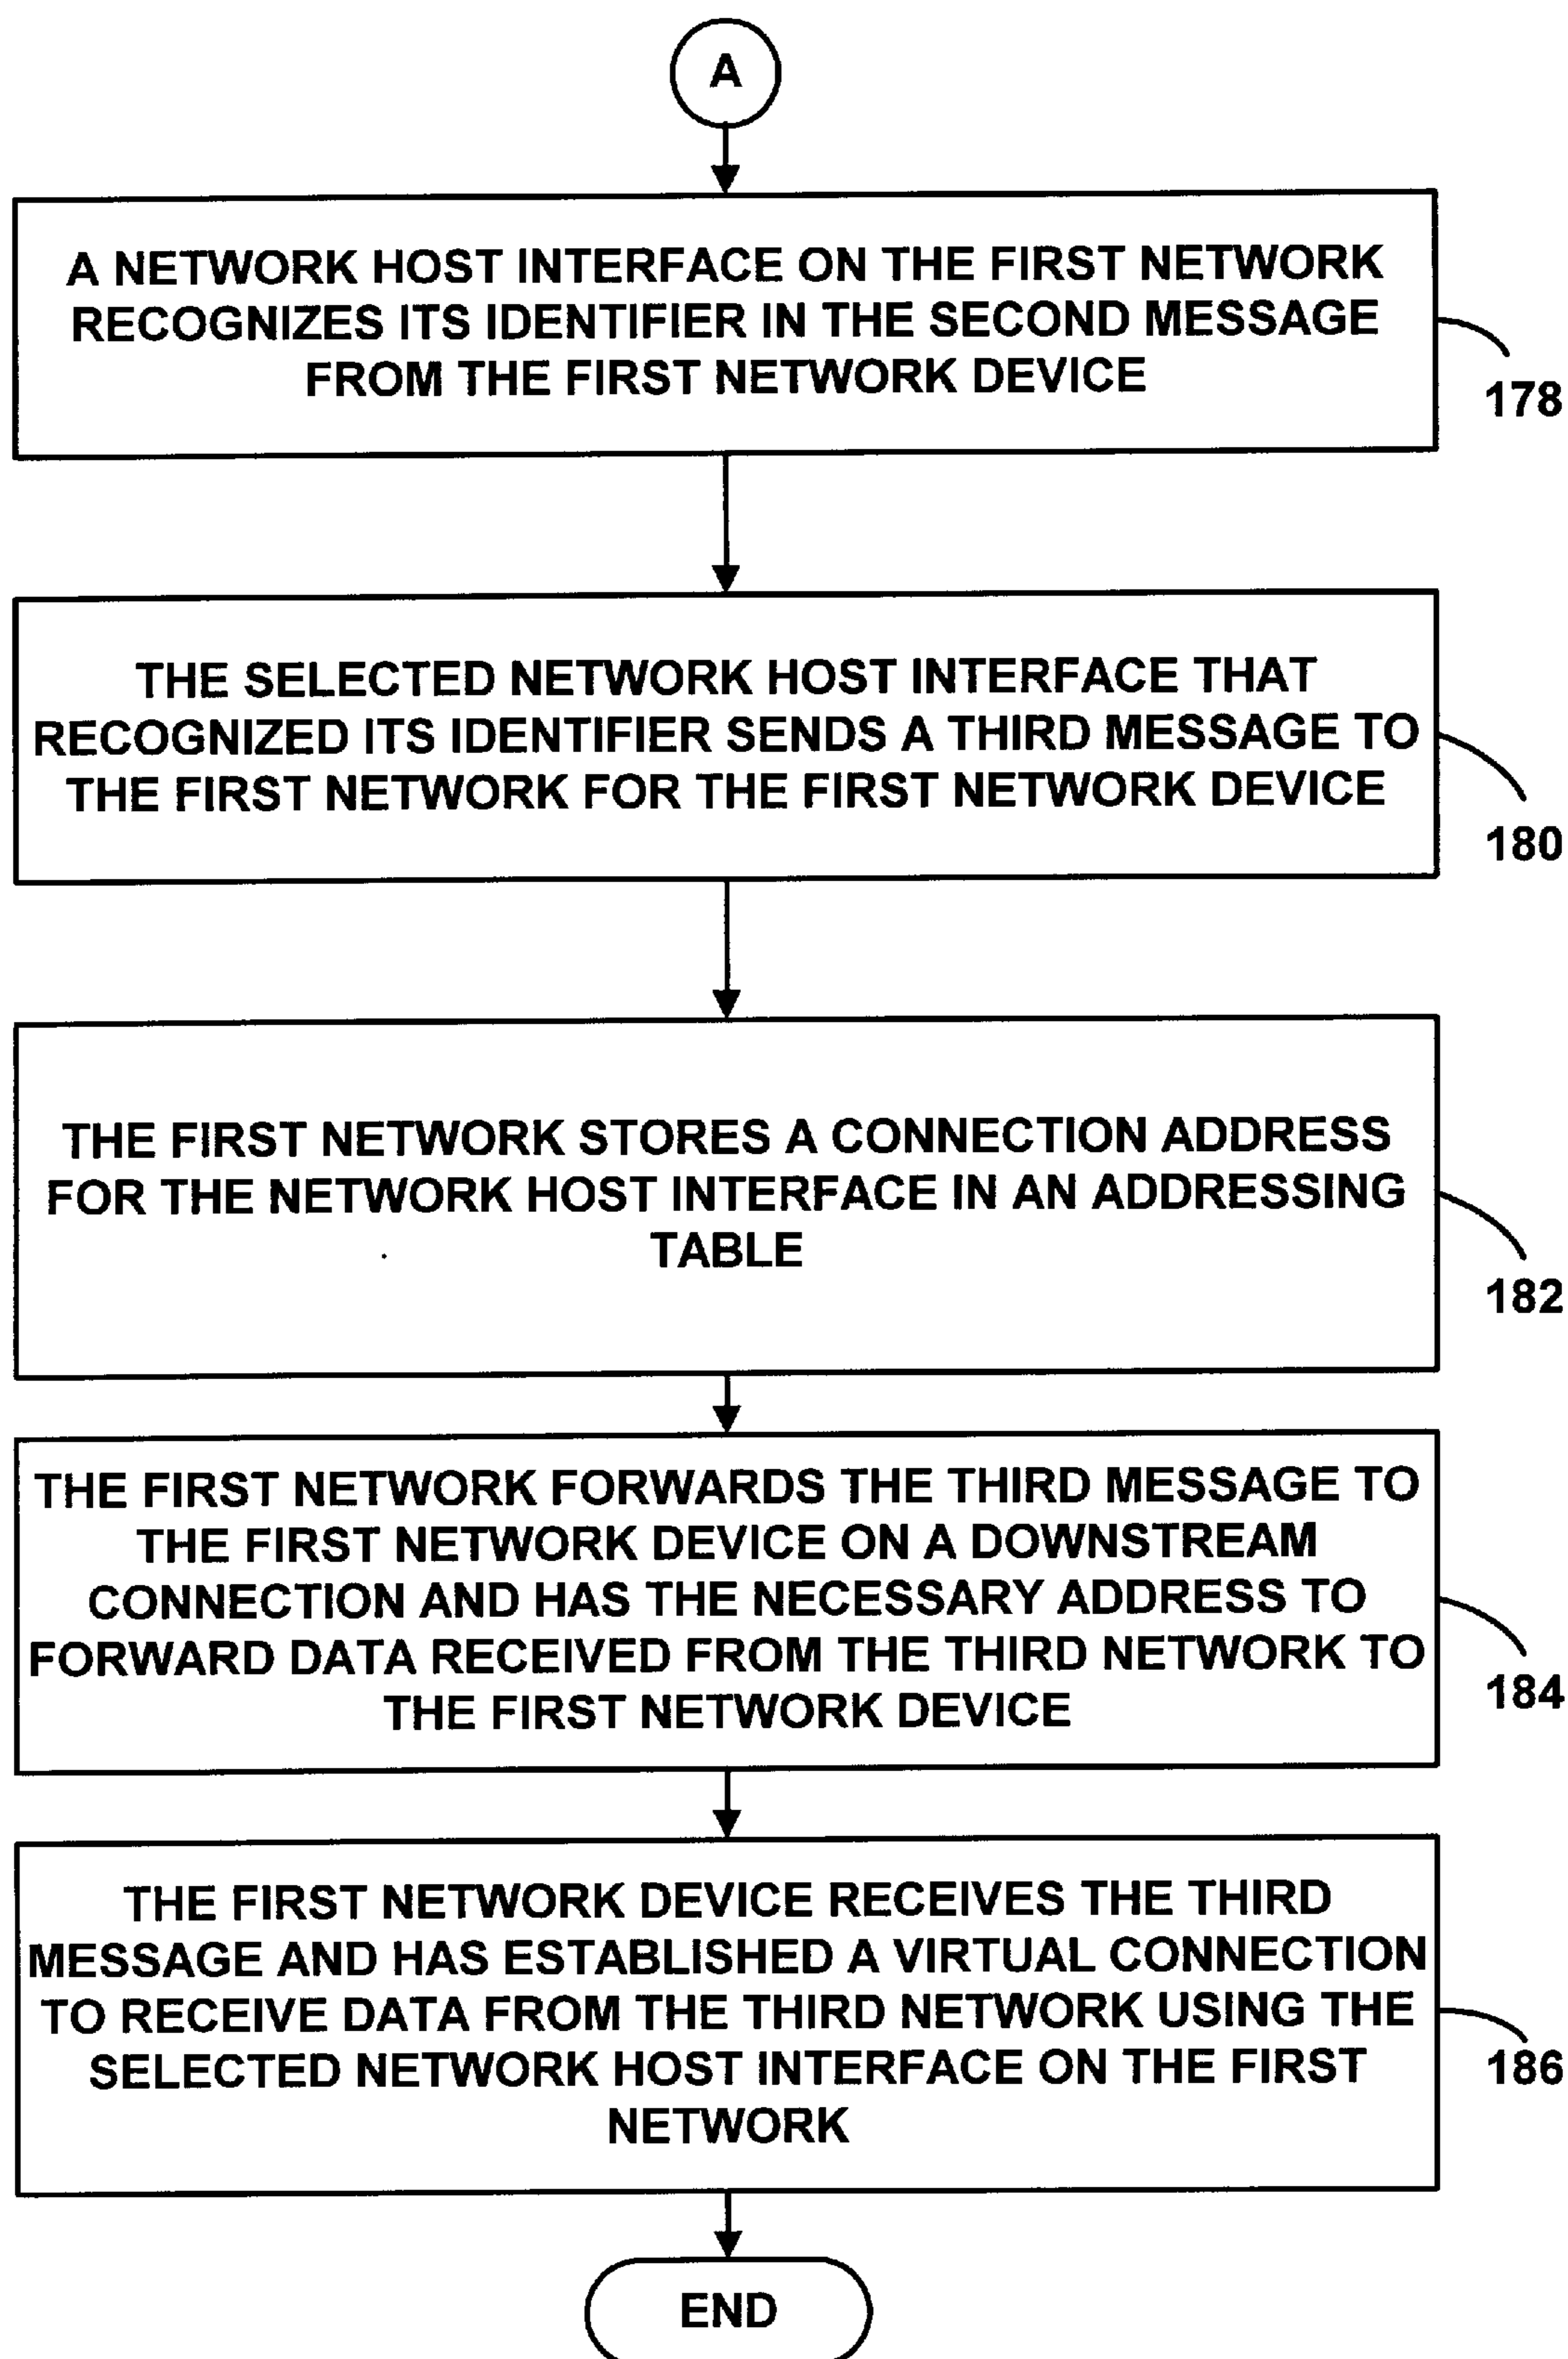 A
A NETWORK HOST INTERFACE ON THE FIRST NETWORK
RECOGNIZES ITS IDENTIFIER IN THE SECOND MESSAGE
FROM THE FIRST NETWORK DEVICE
178
THE SELECTED NETWORK HOST INTERFACE THAT
RECOGNIZED ITS IDENTIFIER SENDS A THIRD MESSAGE TO
THE FIRST NETWORK FOR THE FIRST NETWORK DEVICE
180
THE FIRST NETWORK STORES A CONNECTION ADDRESS
FOR THE NETWORK HOST INTERFACE IN AN ADDRESSING
TABLE
182
THE FIRST NETWORK FORWARDS THE THIRD MESSAGE TO
THE FIRST NETWORK DEVICE ON A DOWNSTREAM
CONNECTION AND HAS THE NECESSARY ADDRESS TO
FORWARD DATA RECEIVED FROM THE THIRD NETWORK TO
THE FIRST NETWORK DEVICE
184
THE FIRST NETWORK DEVICE RECEIVES THE THIRD
MESSAGE AND HAS ESTABLISHED A VIRTUAL CONNECTION
TO RECEIVE DATA FROM THE THIRD NETWORK USING THE
SELECTED NETWORK HOST INTERFACE ON THE FIRST
NETWORK
186
END